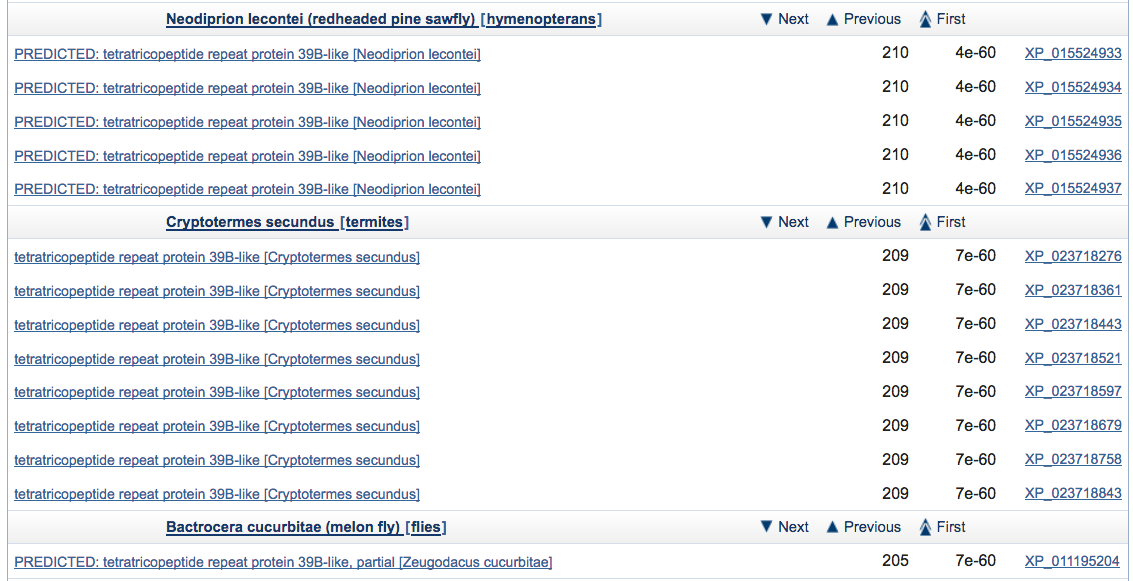 Neodiprion lecontei (redheaded pine sawfly) [hymenopterans] ▼ Next ▲ Previous First
PREDICTED: tetratricopeptide repeat protein 39B-like [Neodiprion lecontei] 210 4e-60 XP_015524933
PREDICTED: tetratricopeptide repeat protein 39B-like [Neodiprion lecontei] 210 4e-60 XP_015524934
PREDICTED: tetratricopeptide repeat protein 39B-like [Neodiprion lecontei] 210 4e-60 XP_015524935
PREDICTED: tetratricopeptide repeat protein 39B-like [Neodiprion lecontei] 210 4e-60 XP_015524936
PREDICTED: tetratricopeptide repeat protein 39B-like [Neodiprion lecontei] 210 4e-60 XP_015524937
Cryptotermes secundus [termites] ▼ Next ▲ Previous First
tetratricopeptide repeat protein 39B-like [Cryptotermes secundus] 209 7e-60 XP_023718276
tetratricopeptide repeat protein 39B-like [Cryptotermes secundus] 209 7e-60 XP_023718361
tetratricopeptide repeat protein 39B-like [Cryptotermes secundus] 209 7e-60 XP_023718443
tetratricopeptide repeat protein 39B-like [Cryptotermes secundus] 209 7e-60 XP_023718521
tetratricopeptide repeat protein 39B-like [Cryptotermes secundus] 209 7e-60 XP_023718597
tetratricopeptide repeat protein 39B-like [Cryptotermes secundus] 209 7e-60 XP_023718679
tetratricopeptide repeat protein 39B-like [Cryptotermes secundus] 209 7e-60 XP_023718758
tetratricopeptide repeat protein 39B-like [Cryptotermes secundus] 209 7e-60 XP_023718843
Bactrocera cucurbitae (melon fly) [flies] ▼ Next ▲ Previous First
PREDICTED: tetratricopeptide repeat protein 39B-like, partial [Zeugodacus cucurbitae] 205 7e-60 XP_011195204